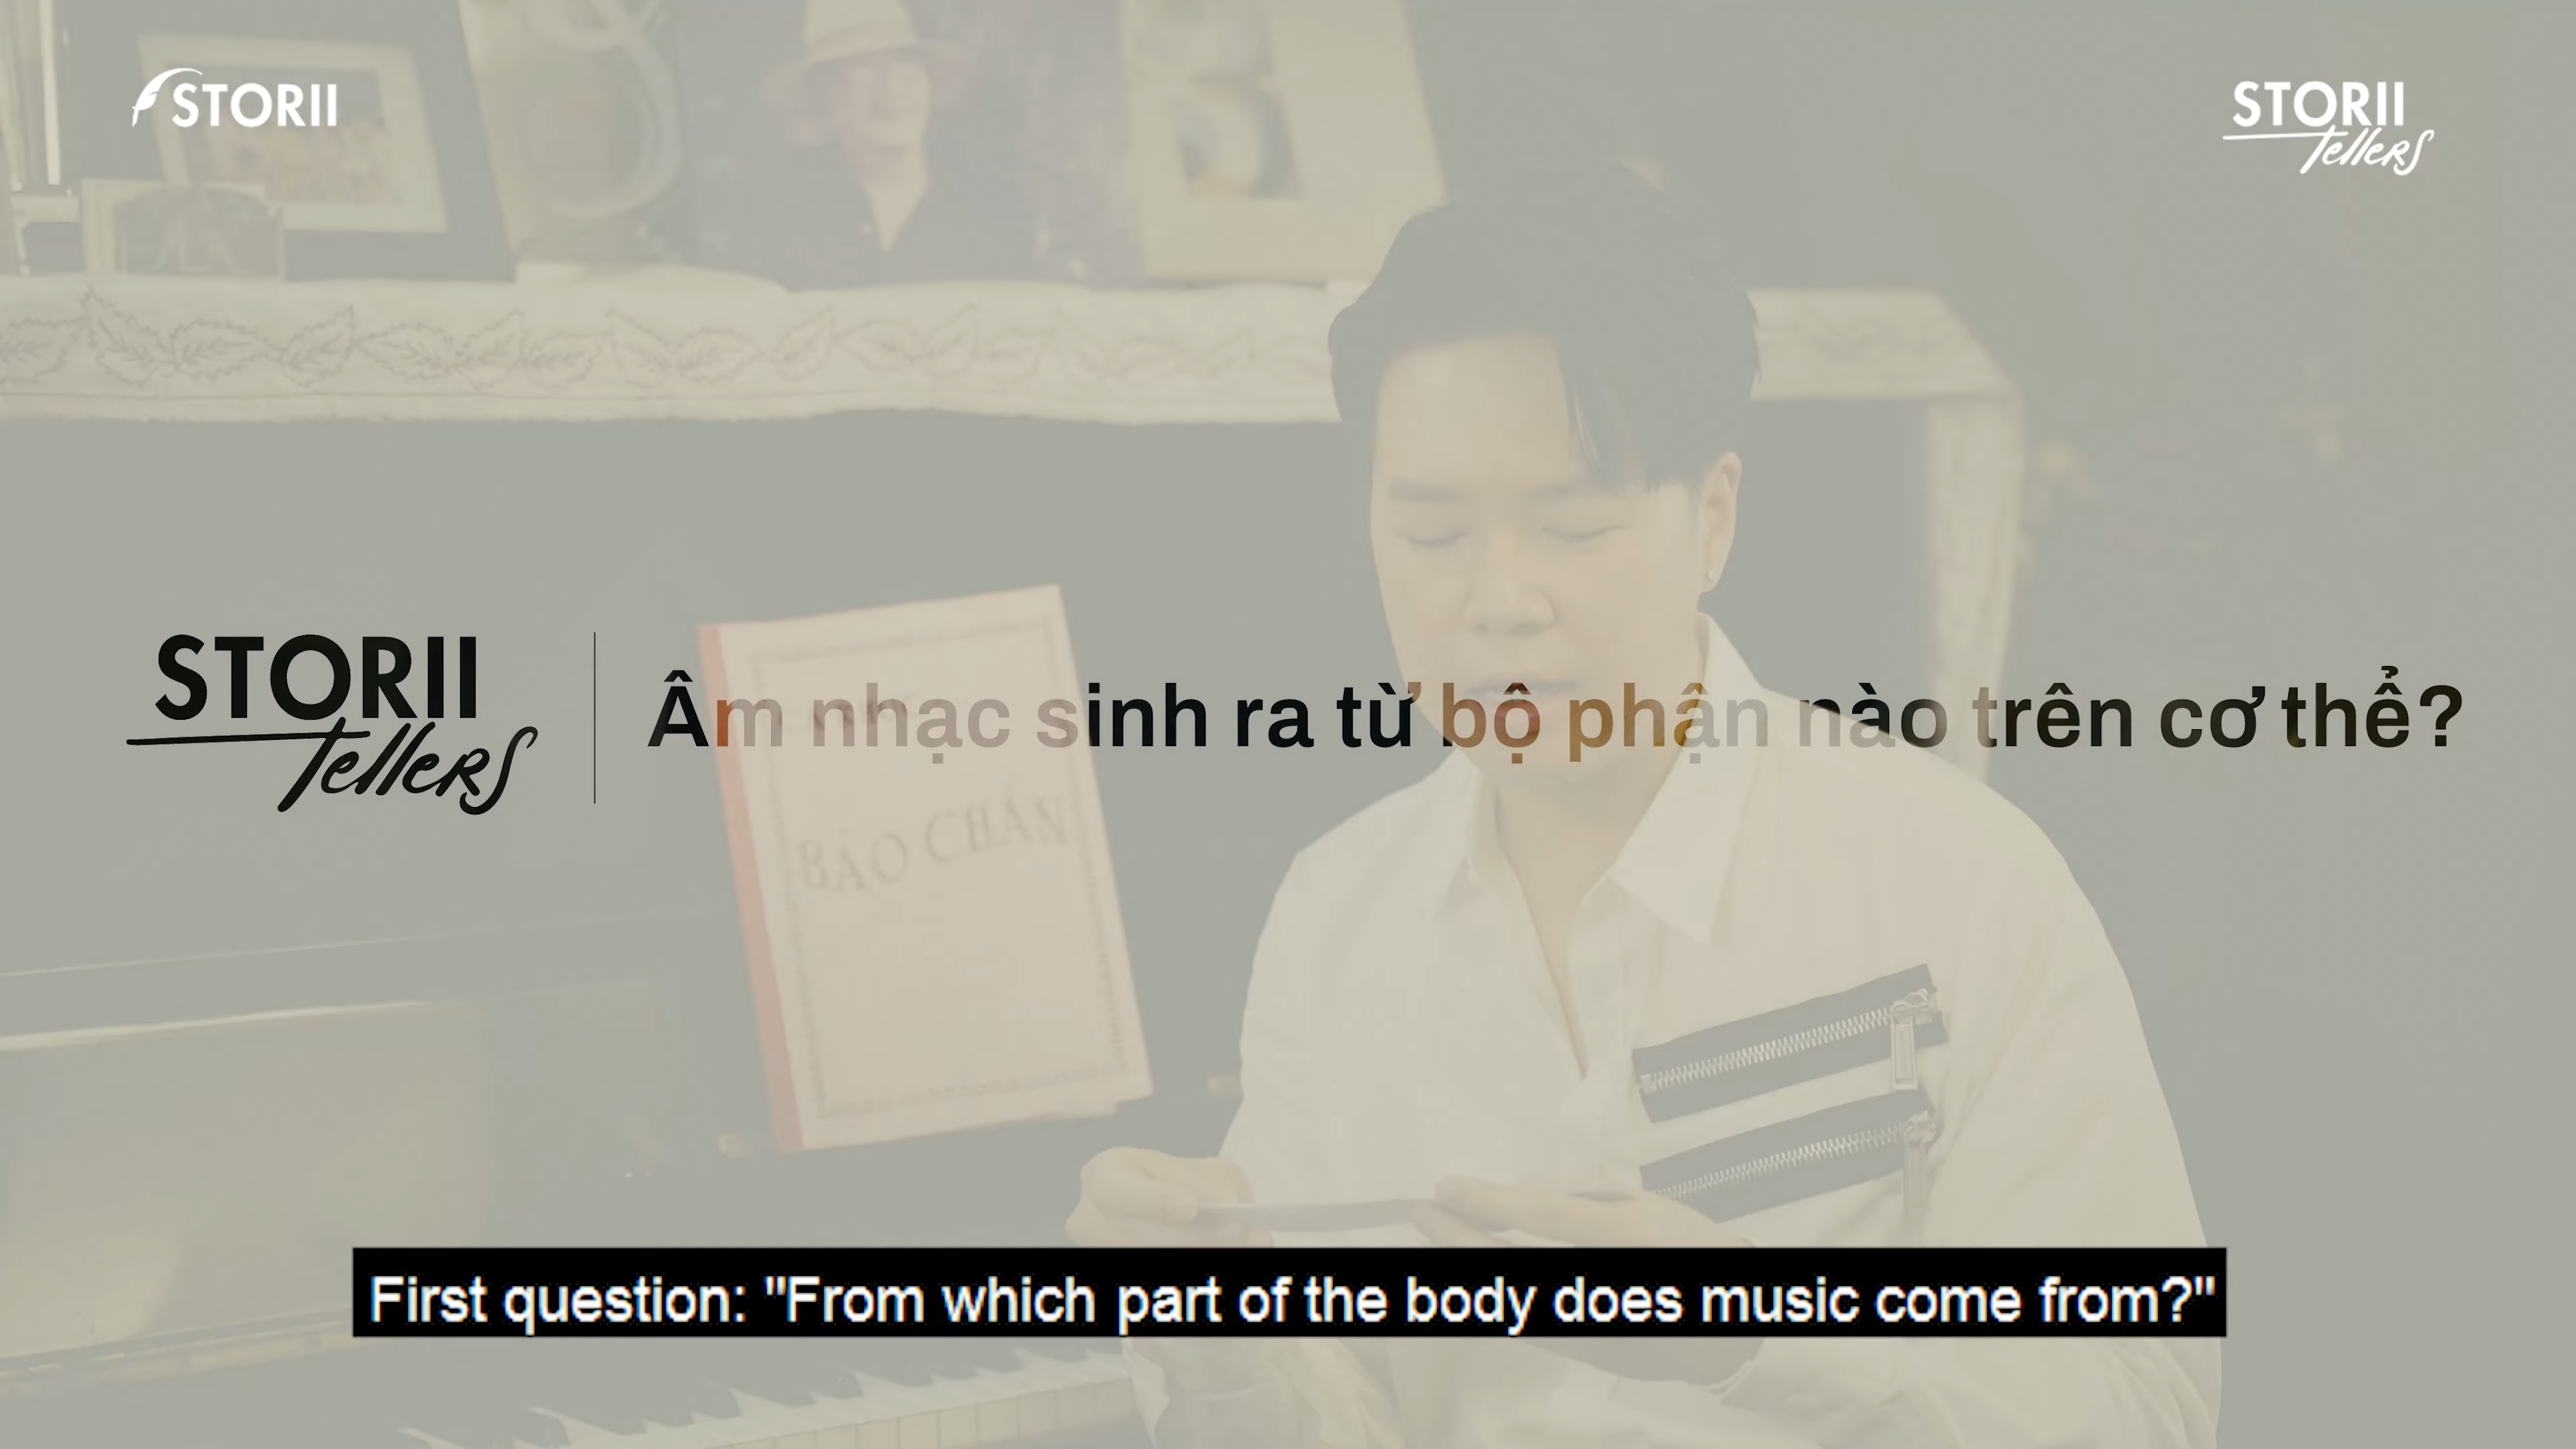 STORII
STORII
Tellers
STORII
Tellers
Âm nhạc sinh ra từ bộ phận nào trên cơ thể?
BẢO CHẤN
First question: "From which part of the body does music come from?"